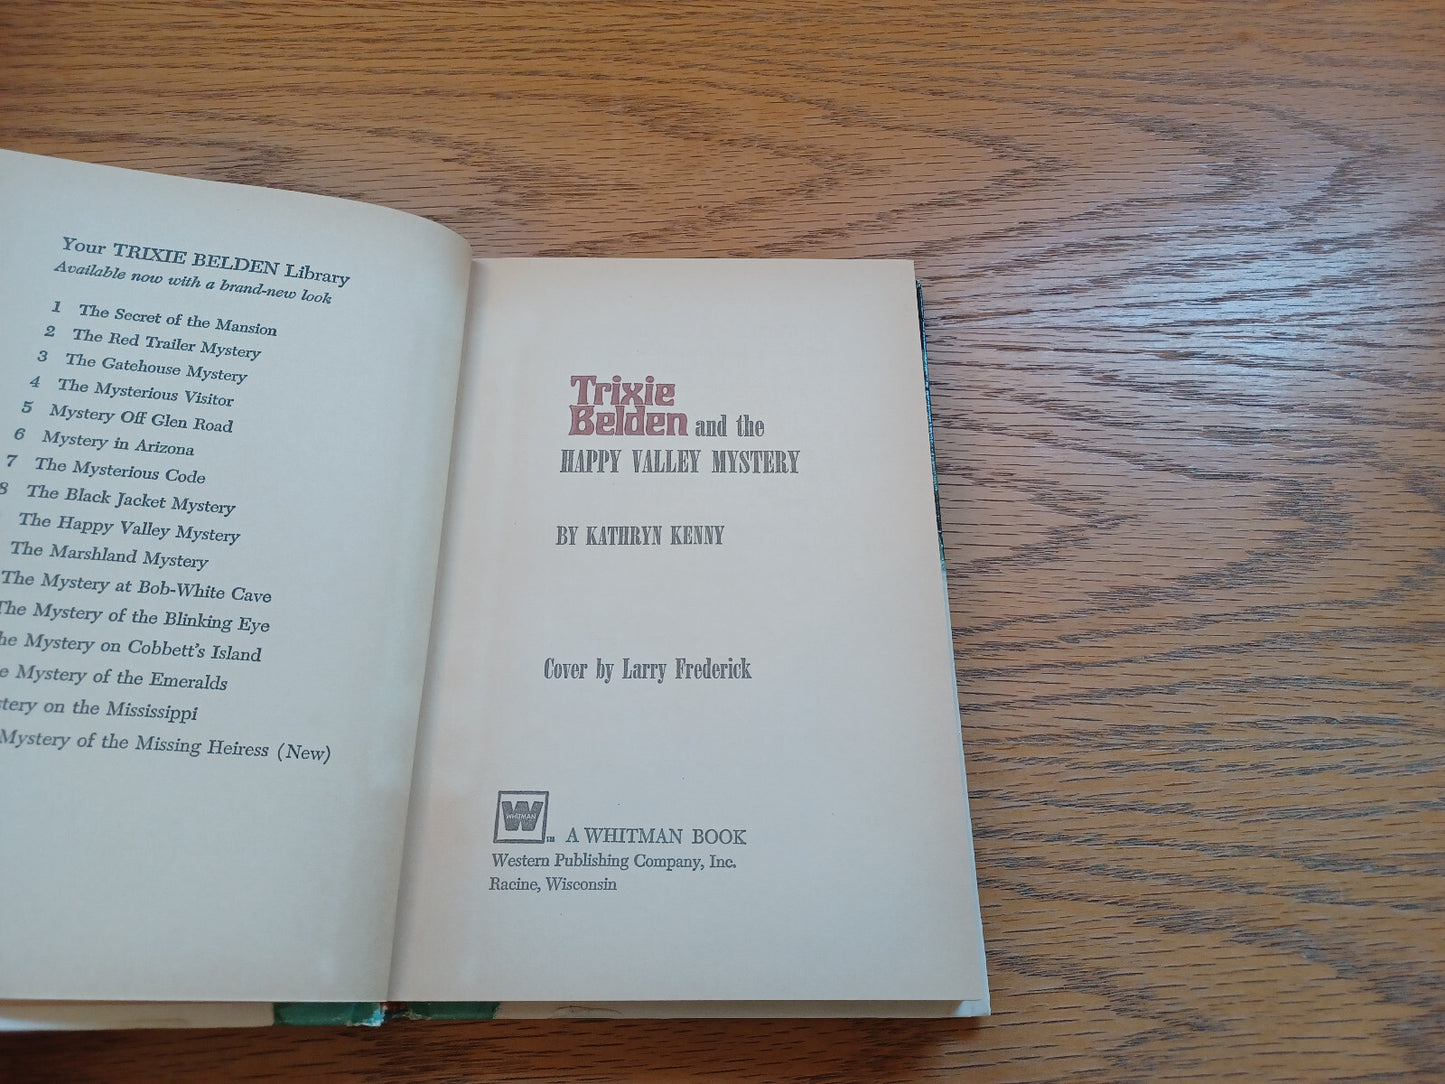 Your TRIXIE BELDEN Library
Available now with a brand-new look
1 The Secret of the Mansion
2 The Red Trailer Mystery
3 The Gatehouse Mystery
4 The Mysterious Visitor
5 Mystery Off Glen Road
6 Mystery in Arizona
7 The Mysterious Code
8 The Black Jacket Mystery
The Happy Valley Mystery
The Marshland Mystery
The Mystery at Bob-White Cave
The Mystery of the Blinking Eye
he Mystery on Cobbett's Island
e Mystery of the Emeralds
stery on the Mississippi
Mystery of the Missing Heiress (New)
Trixie
Belden and the
HAPPY VALLEY MYSTERY
BY KATHRYN KENNY
Cover by Larry Frederick
W
WHITMAN
TM
A WHITMAN BOOK
Western Publishing Company, Inc.
Racine, Wisconsin